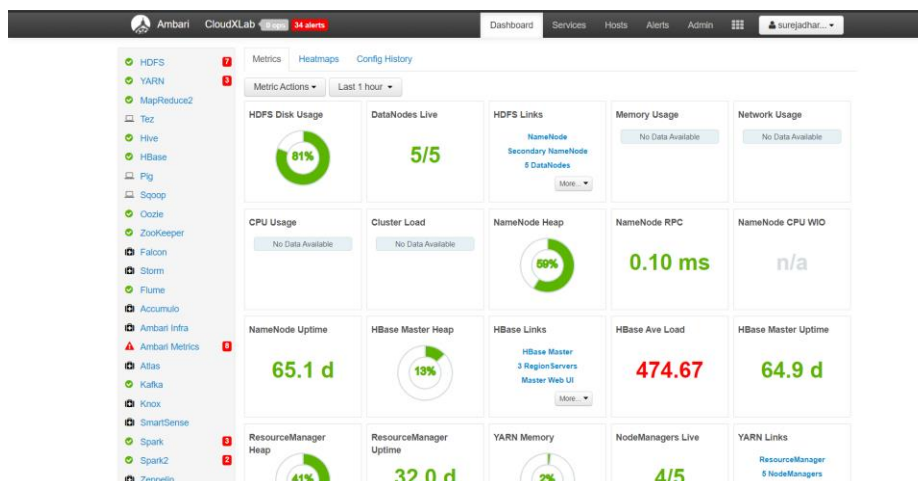 Ambari CloudXLab 0 ops 34 alerts Dashboard Services Hosts Alerts Admin surejadhar...
HDFS 7
YARN 3
MapReduce2
Tez
Hive
HBase
Pig
Sqoop
Oozie
ZooKeeper
Falcon
Storm
Flume
Accumulo
Ambari Infra
Ambari Metrics 8
Atlas
Kafka
Knox
SmartSense
Spark 3
Spark2 2
Zeppelin
Metrics Heatmaps Config History
Metric Actions Last 1 hour
HDFS Disk Usage
81%
DataNodes Live
5/5
HDFS Links
NameNode
Secondary NameNode
5 DataNodes
More...
Memory Usage
No Data Available
Network Usage
No Data Available
CPU Usage
No Data Available
Cluster Load
No Data Available
NameNode Heap
59%
NameNode RPC
0.10 ms
NameNode CPU WIO
n/a
NameNode Uptime
65.1 d
HBase Master Heap
13%
HBase Links
HBase Master
3 RegionServers
Master Web UI
More...
HBase Ave Load
474.67
HBase Master Uptime
64.9 d
ResourceManager
Heap
41%
ResourceManager
Uptime
32.0 d
YARN Memory
2%
NodeManagers Live
4/5
YARN Links
ResourceManager
5 NodeManagers